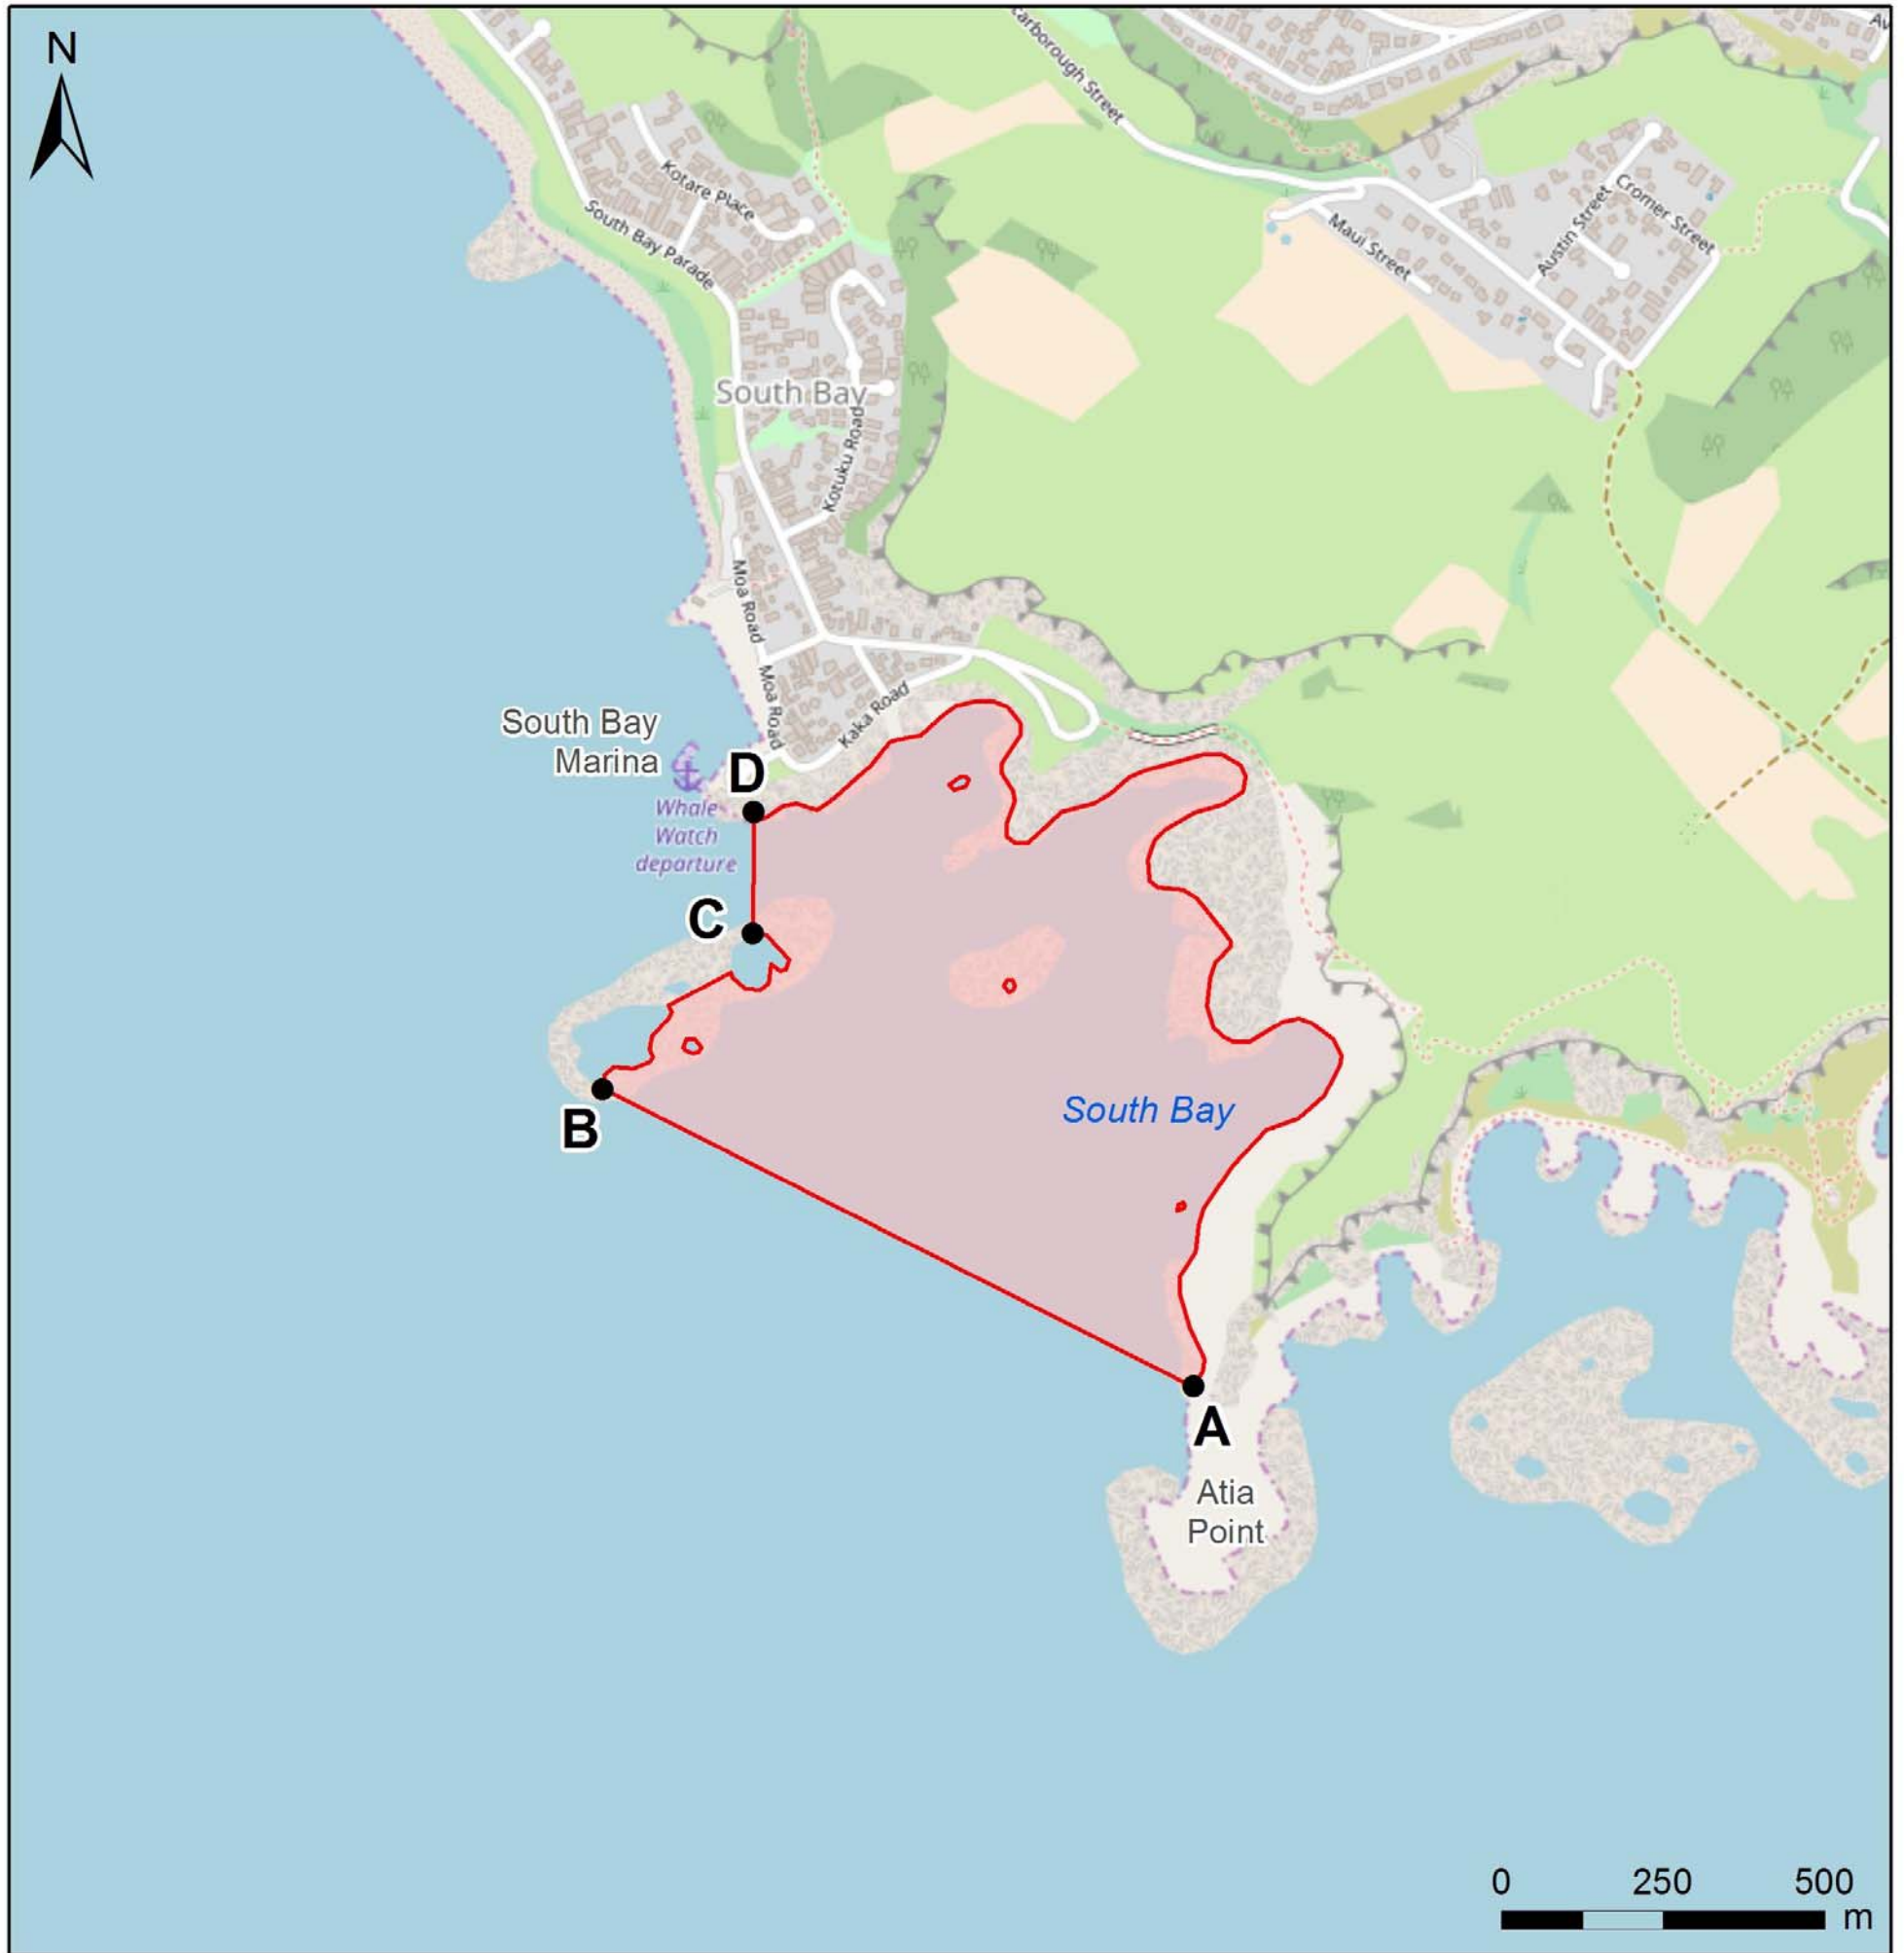 N
carborough Street
Kotare Place
South Bay Parade
Maui Street
Austin Street
Cromer Street
South Bay
Kotuku Road
Moa Road
Moa Road
Kaka Road
South Bay
Marina
D
Whale
Watch
departure
C
B
South Bay
A
Atia
Point
0 250 500
m